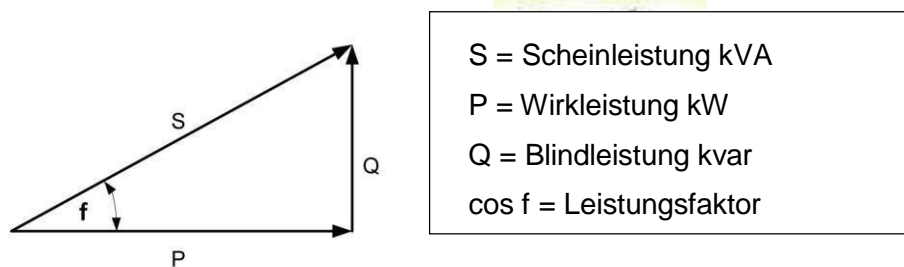 S
Q
f
P
S = Scheinleistung kVA
P = Wirkleistung kW
Q = Blindleistung kvar
cos f = Leistungsfaktor